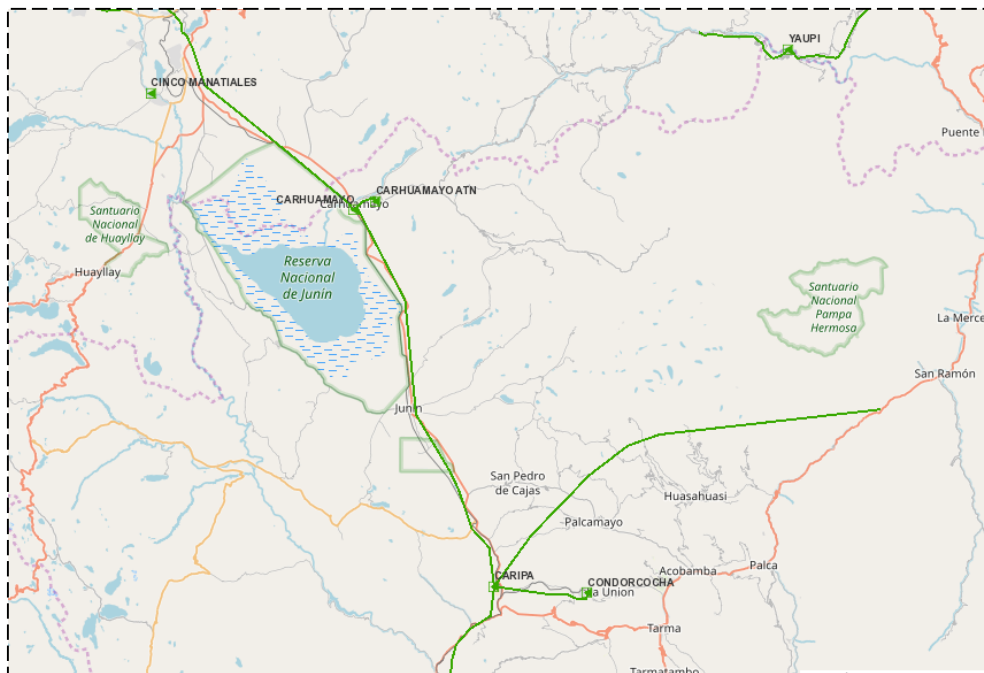 YAUPI
CINCO MANATIALES
Puente
CARHUAMAYO ATN
CARHUAMAYO
Carhuamayo
Santuario
Nacional
de Huayllay
Huayllay
Reserva
Nacional
de Junín
Santuario
Nacional
Pampa
Hermosa
La Merce
San Ramón
Junín
San Pedro
de Cajas
Huasahuasi
Palcamayo
Palca
Acobamba
CARIPA
CONDORCOCHA
a Union
Tarma
Tarmatambo